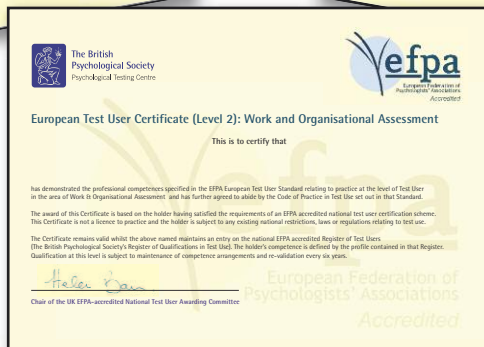 The British
Psychological Society
Psychological Testing Centre
efpa
European Federation of
Psychologists' Associations
Accredited
European Test User Certificate (Level 2): Work and Organisational Assessment
This is to certify that
has demonstrated the professional competences specified in the EFPA European Test User Standard relating to practice at the level of Test User
in the area of Work & Organisational Assessment and has further agreed to abide by the Code of Practice in Test Use set out in that Standard.
The award of this Certificate is based on the holder having satisfied the requirements of an EFPA accredited national test user certification scheme.
This Certificate is not a licence to practice and the holder is subject to any existing national restrictions, laws or regulations relating to test use.
The Certificate remains valid whilst the above named maintains an entry on the national EFPA accredited Register of Test Users
(The British Psychological Society's Register of Qualifications in Test Use). The holder's competence is defined by the profile contained in that Register.
Qualification at this level is subject to maintenance of competence arrangements and re-validation every six years.
Chair of the UK EFPA-accredited National Test User Awarding Committee
efpa
European Federation of
Psychologists' Associations
Accredited